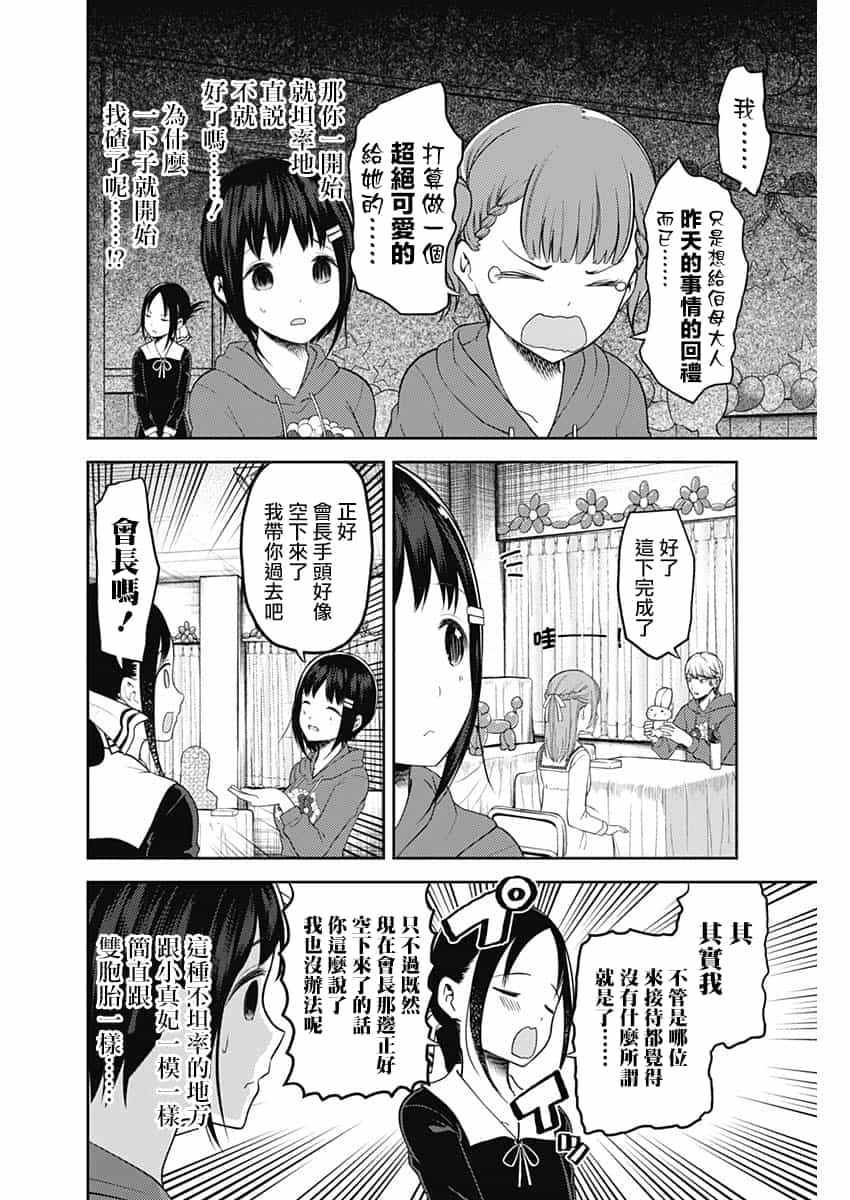 我……
只是想給伯母大人
昨天的事情的回禮
而已……
打算做一個
超絕可愛的
給她的……
那你一開始
就坦率地
直説
不就
好了嗎……！
為什麼
一下子就開始
找碴了呢……!?
好了
這下完成了
哇——！
正好
會長手頭好像
空下來了
我帶你過去吧
會長嗎！
其
其實我
不管是哪位
來接待都覺得
沒有什麼所謂
就是了……
只不過既然
現在會長那邊正好
空下來了的話
你這麼說了
我也沒辦法呢
這種不坦率的地方
跟小真妃一模一樣
簡直跟
雙胞胎一樣……